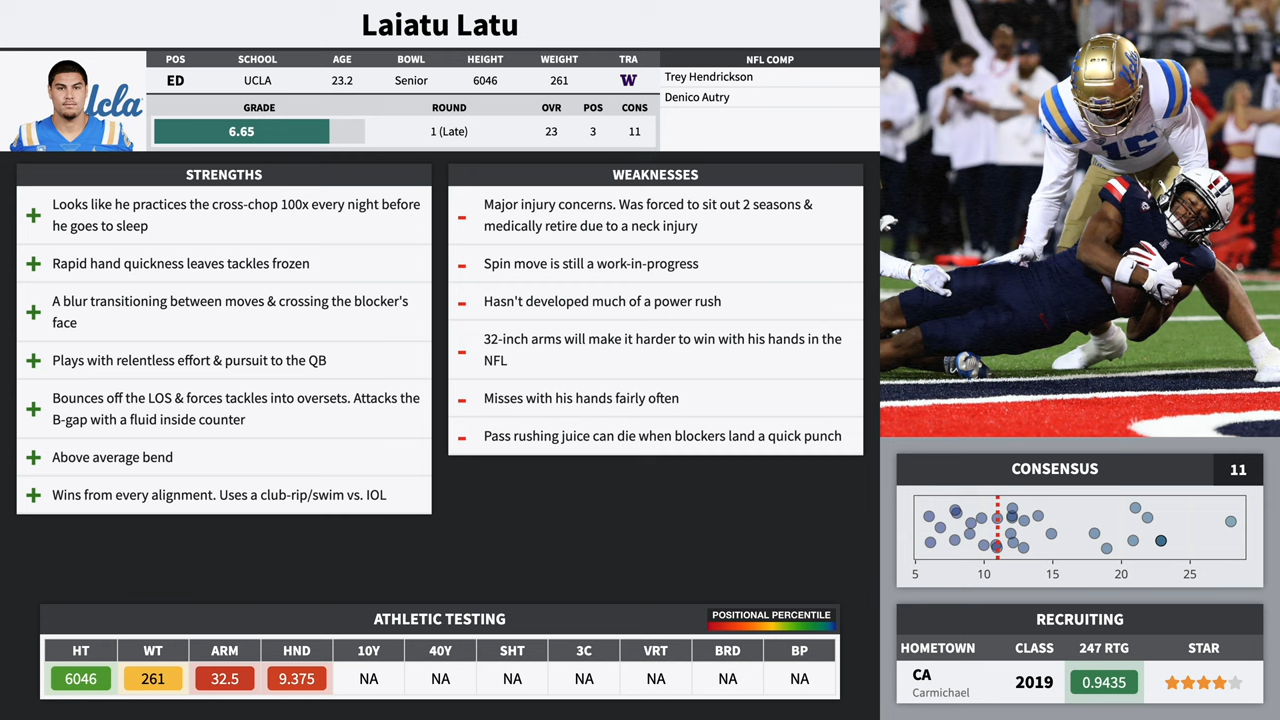 Laiatu Latu
POS SCHOOL AGE BOWL HEIGHT WEIGHT TRA NFL COMP
ED UCLA 23.2 Senior 6046 261 W Trey Hendrickson
Denico Autry
GRADE ROUND OVR POS CONS
6.65 1 (Late) 23 3 11
Ucla
STRENGTHS
+ Looks like he practices the cross-chop 100x every night before
he goes to sleep
+ Rapid hand quickness leaves tackles frozen
+ A blur transitioning between moves & crossing the blocker's
face
+ Plays with relentless effort & pursuit to the QB
+ Bounces off the LOS & forces tackles into oversets. Attacks the
B-gap with a fluid inside counter
+ Above average bend
+ Wins from every alignment. Uses a club-rip/swim vs. IOL
WEAKNESSES
- Major injury concerns. Was forced to sit out 2 seasons &
medically retire due to a neck injury
- Spin move is still a work-in-progress
- Hasn't developed much of a power rush
- 32-inch arms will make it harder to win with his hands in the
NFL
- Misses with his hands fairly often
- Pass rushing juice can die when blockers land a quick punch
15
CONSENSUS 11
5 10 15 20 25
ATHLETIC TESTING POSITIONAL PERCENTILE
HT WT ARM HND 10Y 40Y SHT 3C VRT BRD BP
6046 261 32.5 9.375 NA NA NA NA NA NA NA
RECRUITING
HOMETOWN CLASS 247 RTG STAR
CA 2019 0.9435
Carmichael